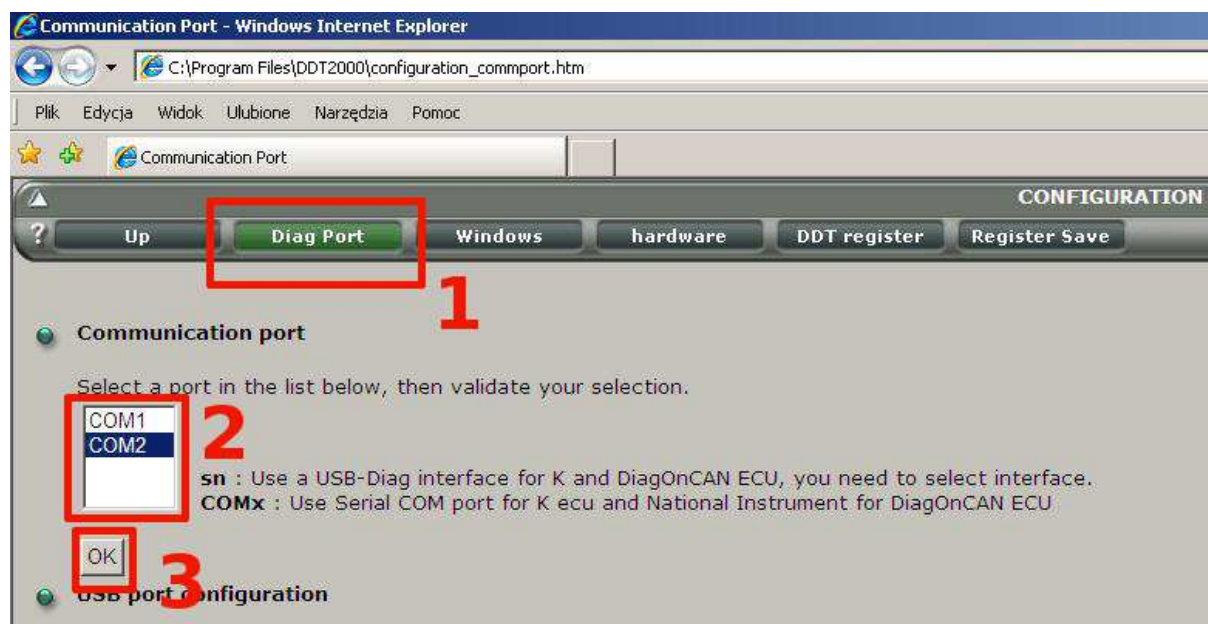 Communication Port - Windows Internet Explorer
C:\Program Files\DDT2000\configuration_commport.htm
Plik Edycja Widok Ulubione Narzędzia Pomoc
Communication Port
CONFIGURATION
? Up Diag Port Windows hardware DDT register Register Save
1
Communication port
Select a port in the list below, then validate your selection.
COM1
COM2
2
sn : Use a USB-Diag interface for K and DiagOnCAN ECU, you need to select interface.
COMx : Use Serial COM port for K ecu and National Instrument for DiagOnCAN ECU
OK
3
USB port configuration